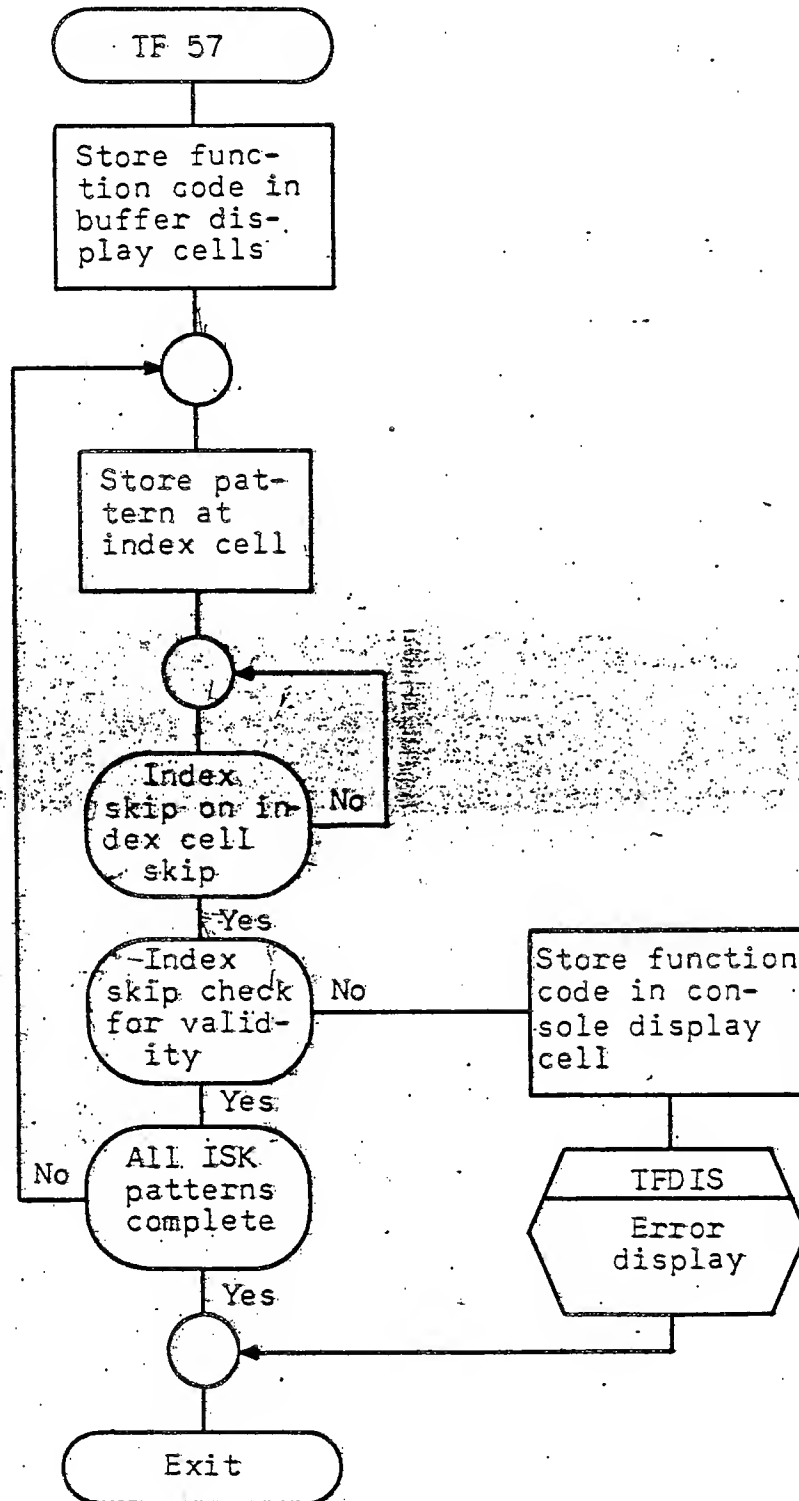 TF 57
Store func-
tion code in
buffer dis-
play cells
Store pat-
tern at
index cell
Index
skip on in-
dex cell
skip
No
Yes
Index
skip check
for valid-
ity
No
Store function
code in con-
sole display
cell
Yes
No
All ISK
patterns
complete
TFDIS
Error
display
Yes
Exit